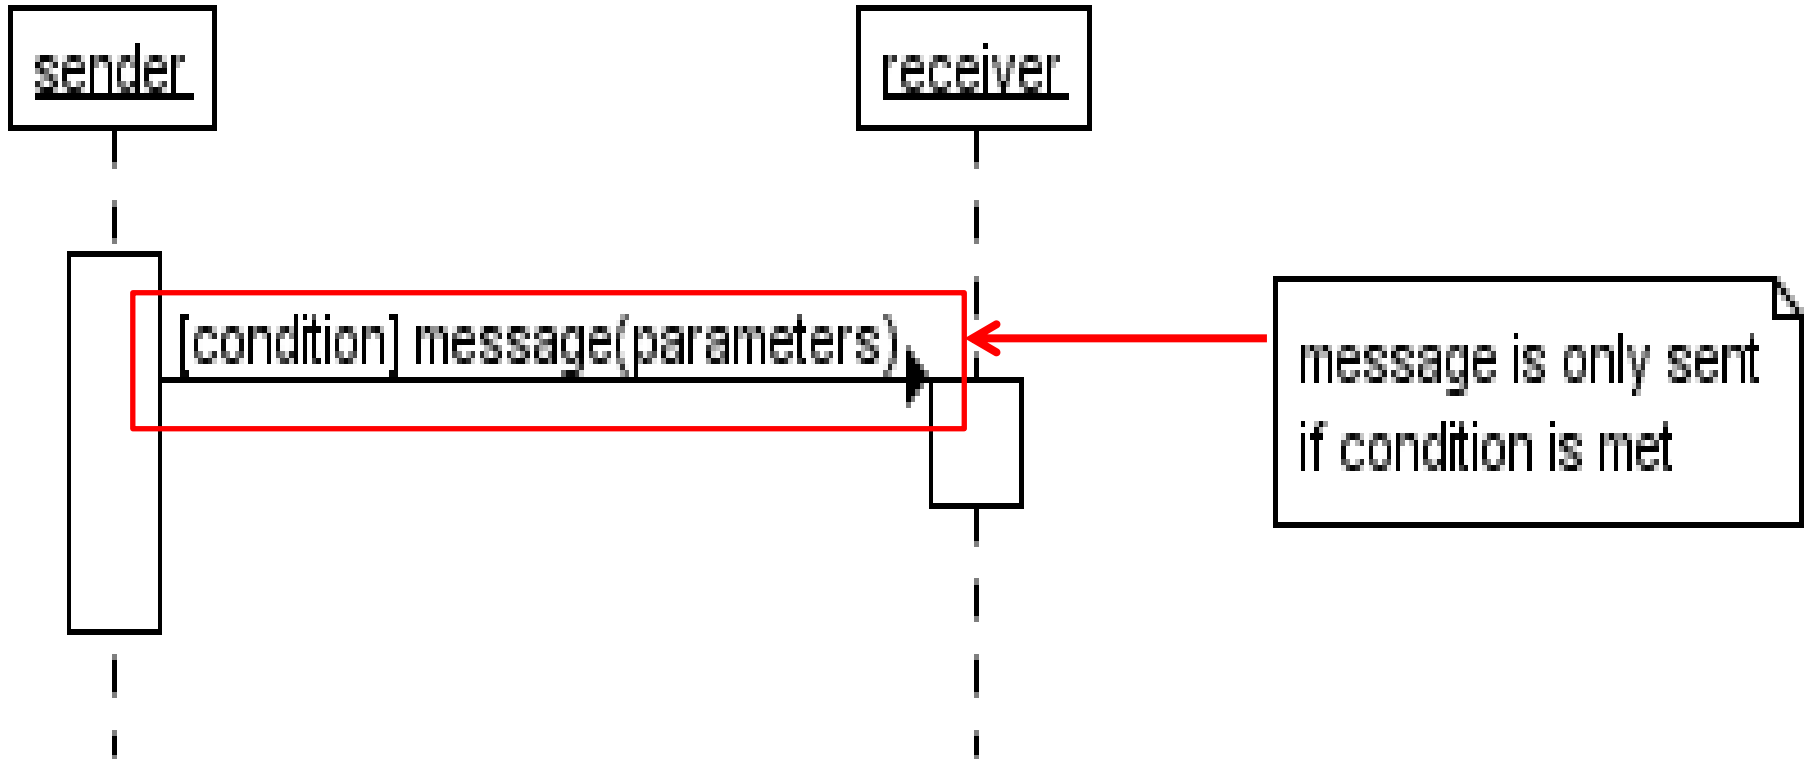 sender
receiver
[condition] message(parameters)
message is only sent
if condition is met